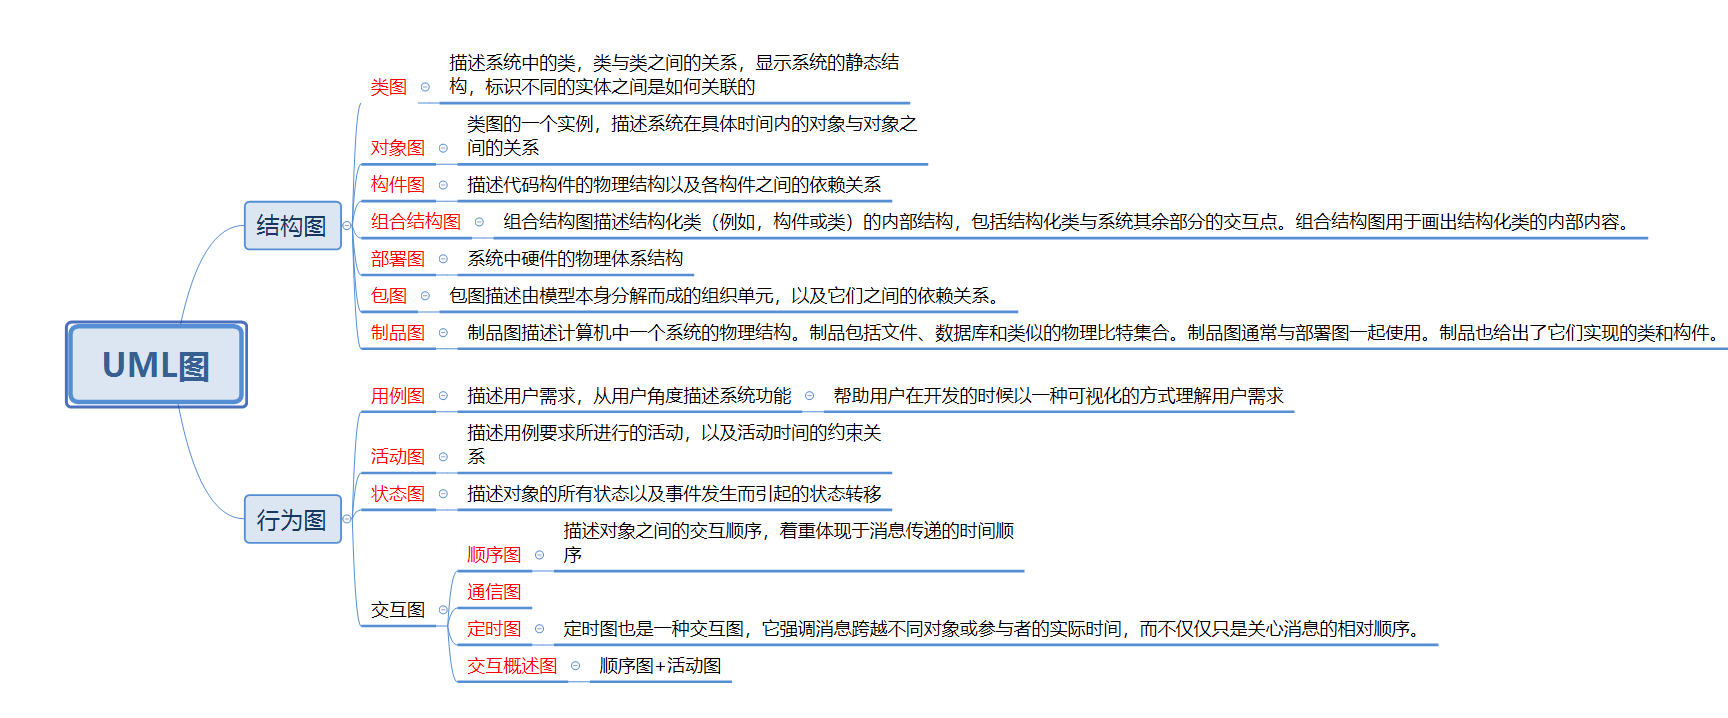 UML图
结构图
类图
描述系统中的类，类与类之间的关系，显示系统的静态结
构，标识不同的实体之间是如何关联的
对象图
类图的一个实例，描述系统在具体时间内的对象与对象之
间的关系
构件图
描述代码构件的物理结构以及各构件之间的依赖关系
组合结构图
组合结构图描述结构化类（例如，构件或类）的内部结构，包括结构化类与系统其余部分的交互点。组合结构图用于画出结构化类的内部内容。
部署图
系统中硬件的物理体系结构
包图
包图描述由模型本身分解而成的组织单元，以及它们之间的依赖关系。
制品图
制品图描述计算机中一个系统的物理结构。制品包括文件、数据库和类似的物理比特集合。制品图通常与部署图一起使用。制品也给出了它们实现的类和构件。
行为图
用例图
描述用户需求，从用户角度描述系统功能
帮助用户在开发的时候以一种可视化的方式理解用户需求
活动图
描述用例要求所进行的活动，以及活动时间的约束关
系
状态图
描述对象的所有状态以及事件发生而引起的状态转移
交互图
顺序图
描述对象之间的交互顺序，着重体现于消息传递的时间顺
序
通信图
定时图
定时图也是一种交互图，它强调消息跨越不同对象或参与者的实际时间，而不仅仅只是关心消息的相对顺序。
交互概述图
顺序图+活动图